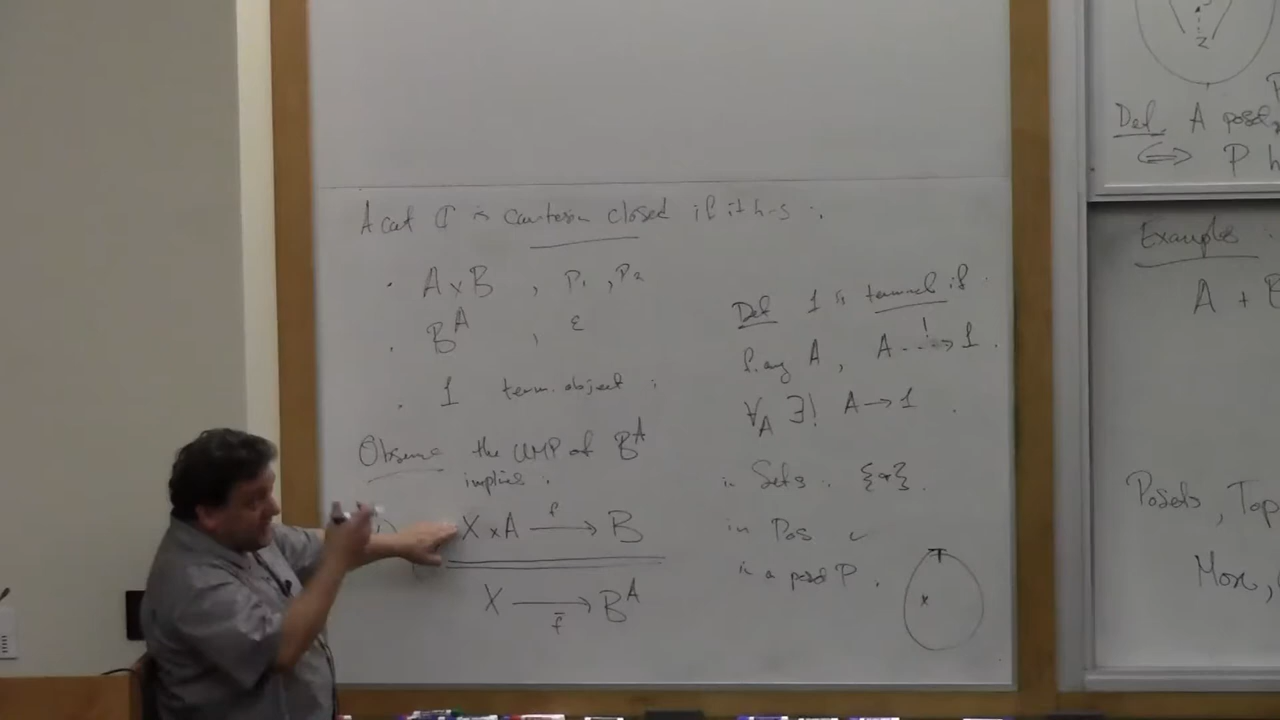 A cat C is cartesian closed if it has :
· A × B , P₁ , P₂
· B^A , ε
· 1 term. object :
Observe the UMP of B^A
implies :
X × A —f→ B
X —f̄→ B^A
Def 1 is terminal if
f. any A , A --!--> 1 .
∀_A ∃! A → 1 .
in Sets : {*} .
in Pos ✓
in a poset P .
T
x
Def A poset
⇔ P
Examples :
A +
Posets , Top
Mon ,